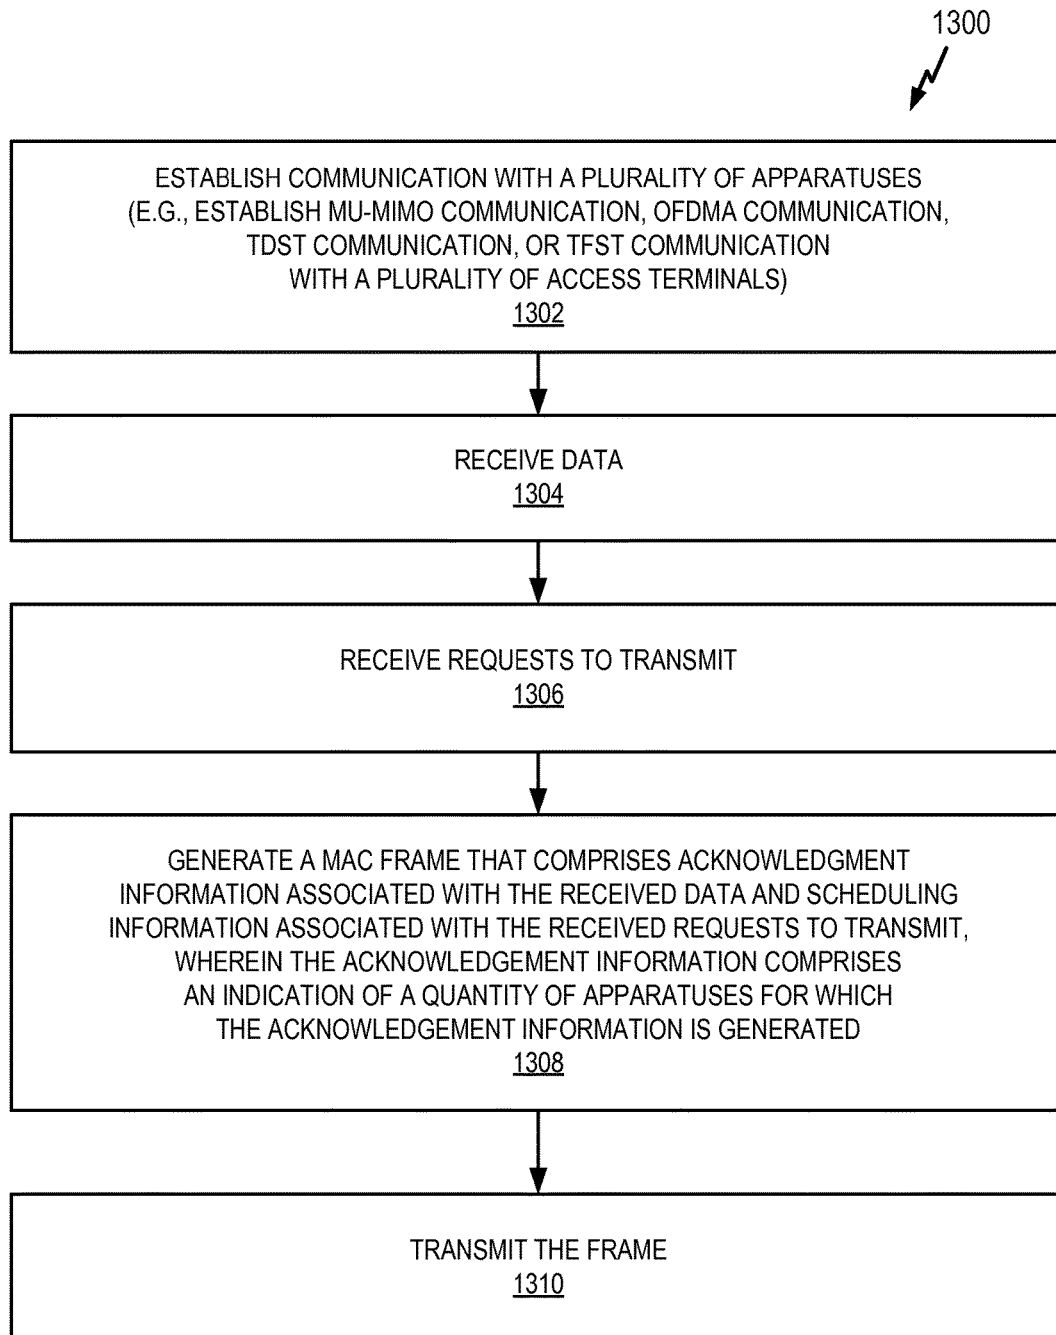 1300
ESTABLISH COMMUNICATION WITH A PLURALITY OF APPARATUSES
(E.G., ESTABLISH MU-MIMO COMMUNICATION, OFDMA COMMUNICATION,
TDST COMMUNICATION, OR TFST COMMUNICATION
WITH A PLURALITY OF ACCESS TERMINALS)
1302
RECEIVE DATA
1304
RECEIVE REQUESTS TO TRANSMIT
1306
GENERATE A MAC FRAME THAT COMPRISES ACKNOWLEDGMENT
INFORMATION ASSOCIATED WITH THE RECEIVED DATA AND SCHEDULING
INFORMATION ASSOCIATED WITH THE RECEIVED REQUESTS TO TRANSMIT,
WHEREIN THE ACKNOWLEDGEMENT INFORMATION COMPRISES
AN INDICATION OF A QUANTITY OF APPARATUSES FOR WHICH
THE ACKNOWLEDGEMENT INFORMATION IS GENERATED
1308
TRANSMIT THE FRAME
1310